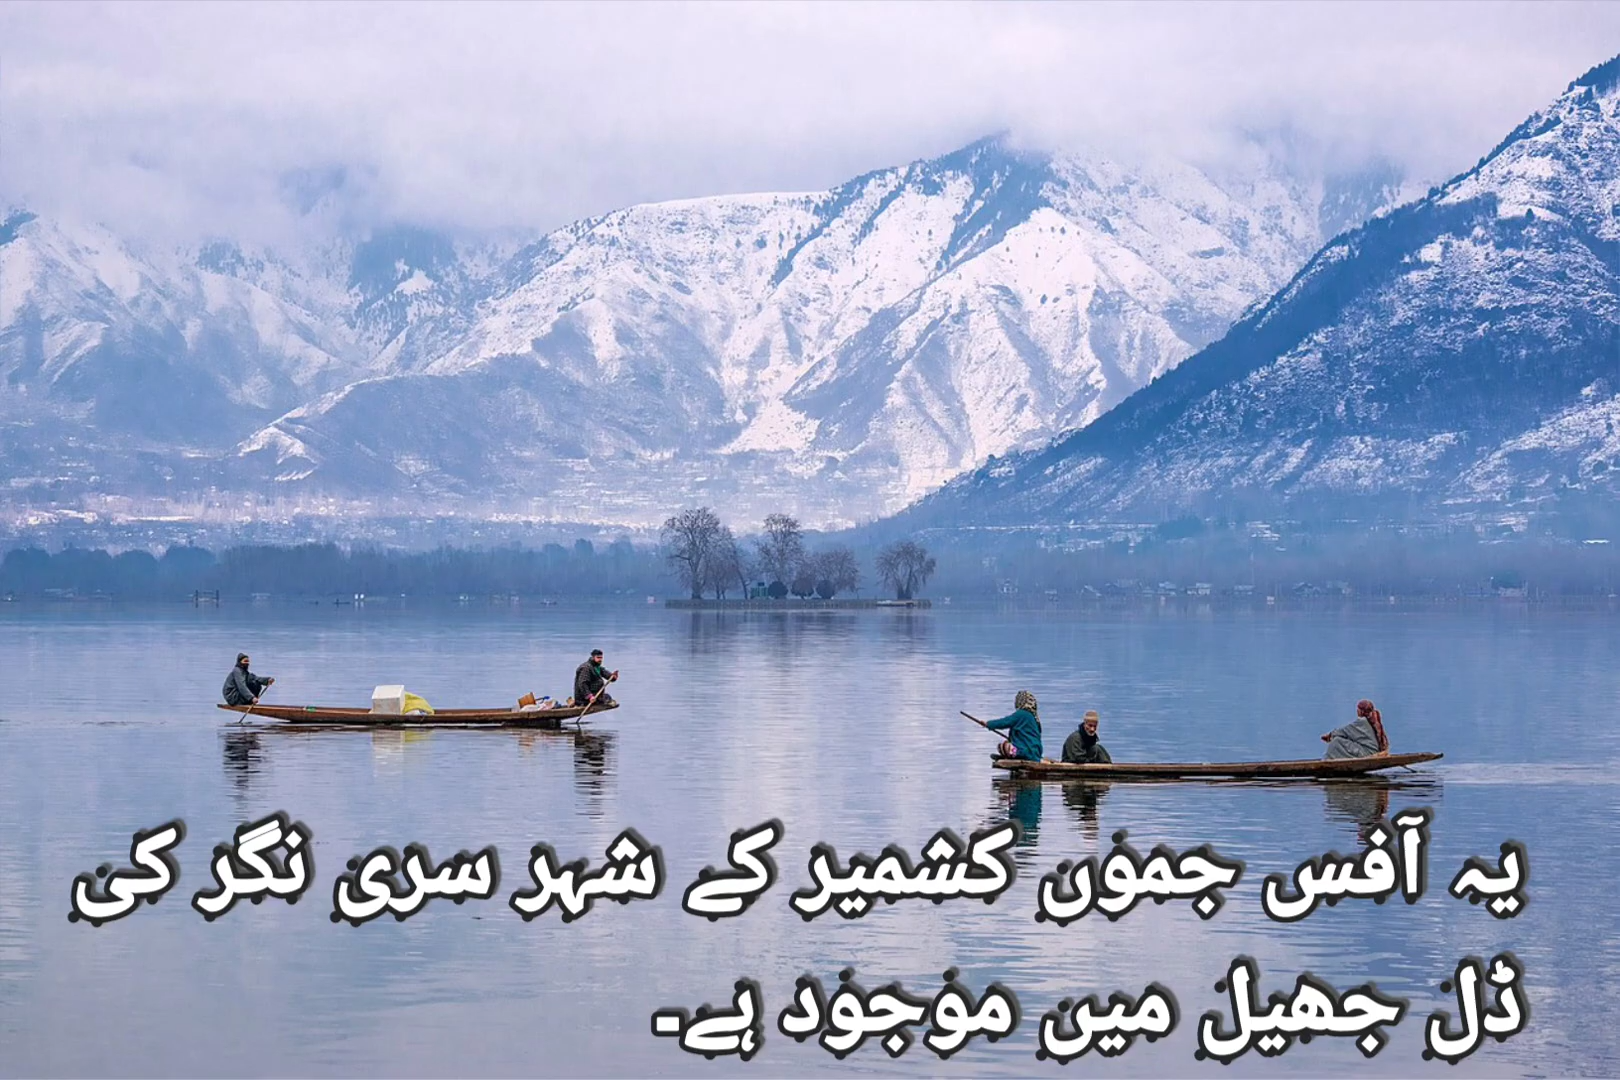 یہ آفس جموں کشمیر کے شہر سری نگر کی
ڈل جھیل میں موجود ہے۔